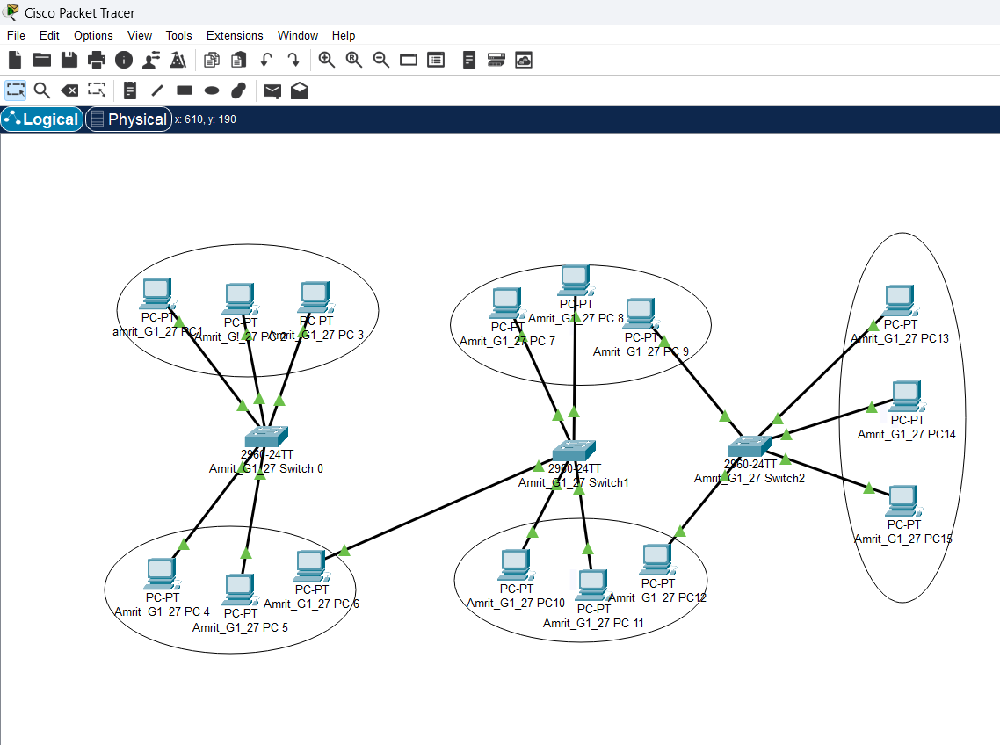 Cisco Packet Tracer
File Edit Options View Tools Extensions Window Help
Logical Physical x: 610, y: 190
PC-PT
amrit_G1_27 PC1
PC-PT
Amrit_G!_27 PC 2
PC-PT
Amrit_G1_27 PC 3
PC-PT
Amrit_G1_27 PC 7
PC-PT
Amrit_G1_27 PC 8
PC-PT
Amrit_G1_27 PC 9
PC-PT
Amrit_G1_27 PC13
PC-PT
Amrit_G1_27 PC14
PC-PT
Amrit_G1_27 PC15
2960-24TT
Amrit_G1_27 Switch 0
2960-24TT
Amrit_G1_27 Switch1
2960-24TT
Amrit_G1_27 Switch2
PC-PT
Amrit_G1_27 PC 4
PC-PT
Amrit_G1_27 PC 5
PC-PT
Amrit_G1_27 PC 6
PC-PT
Amrit_G1_27 PC10
PC-PT
Amrit_G1_27 PC 11
PC-PT
Amrit_G1_27 PC12